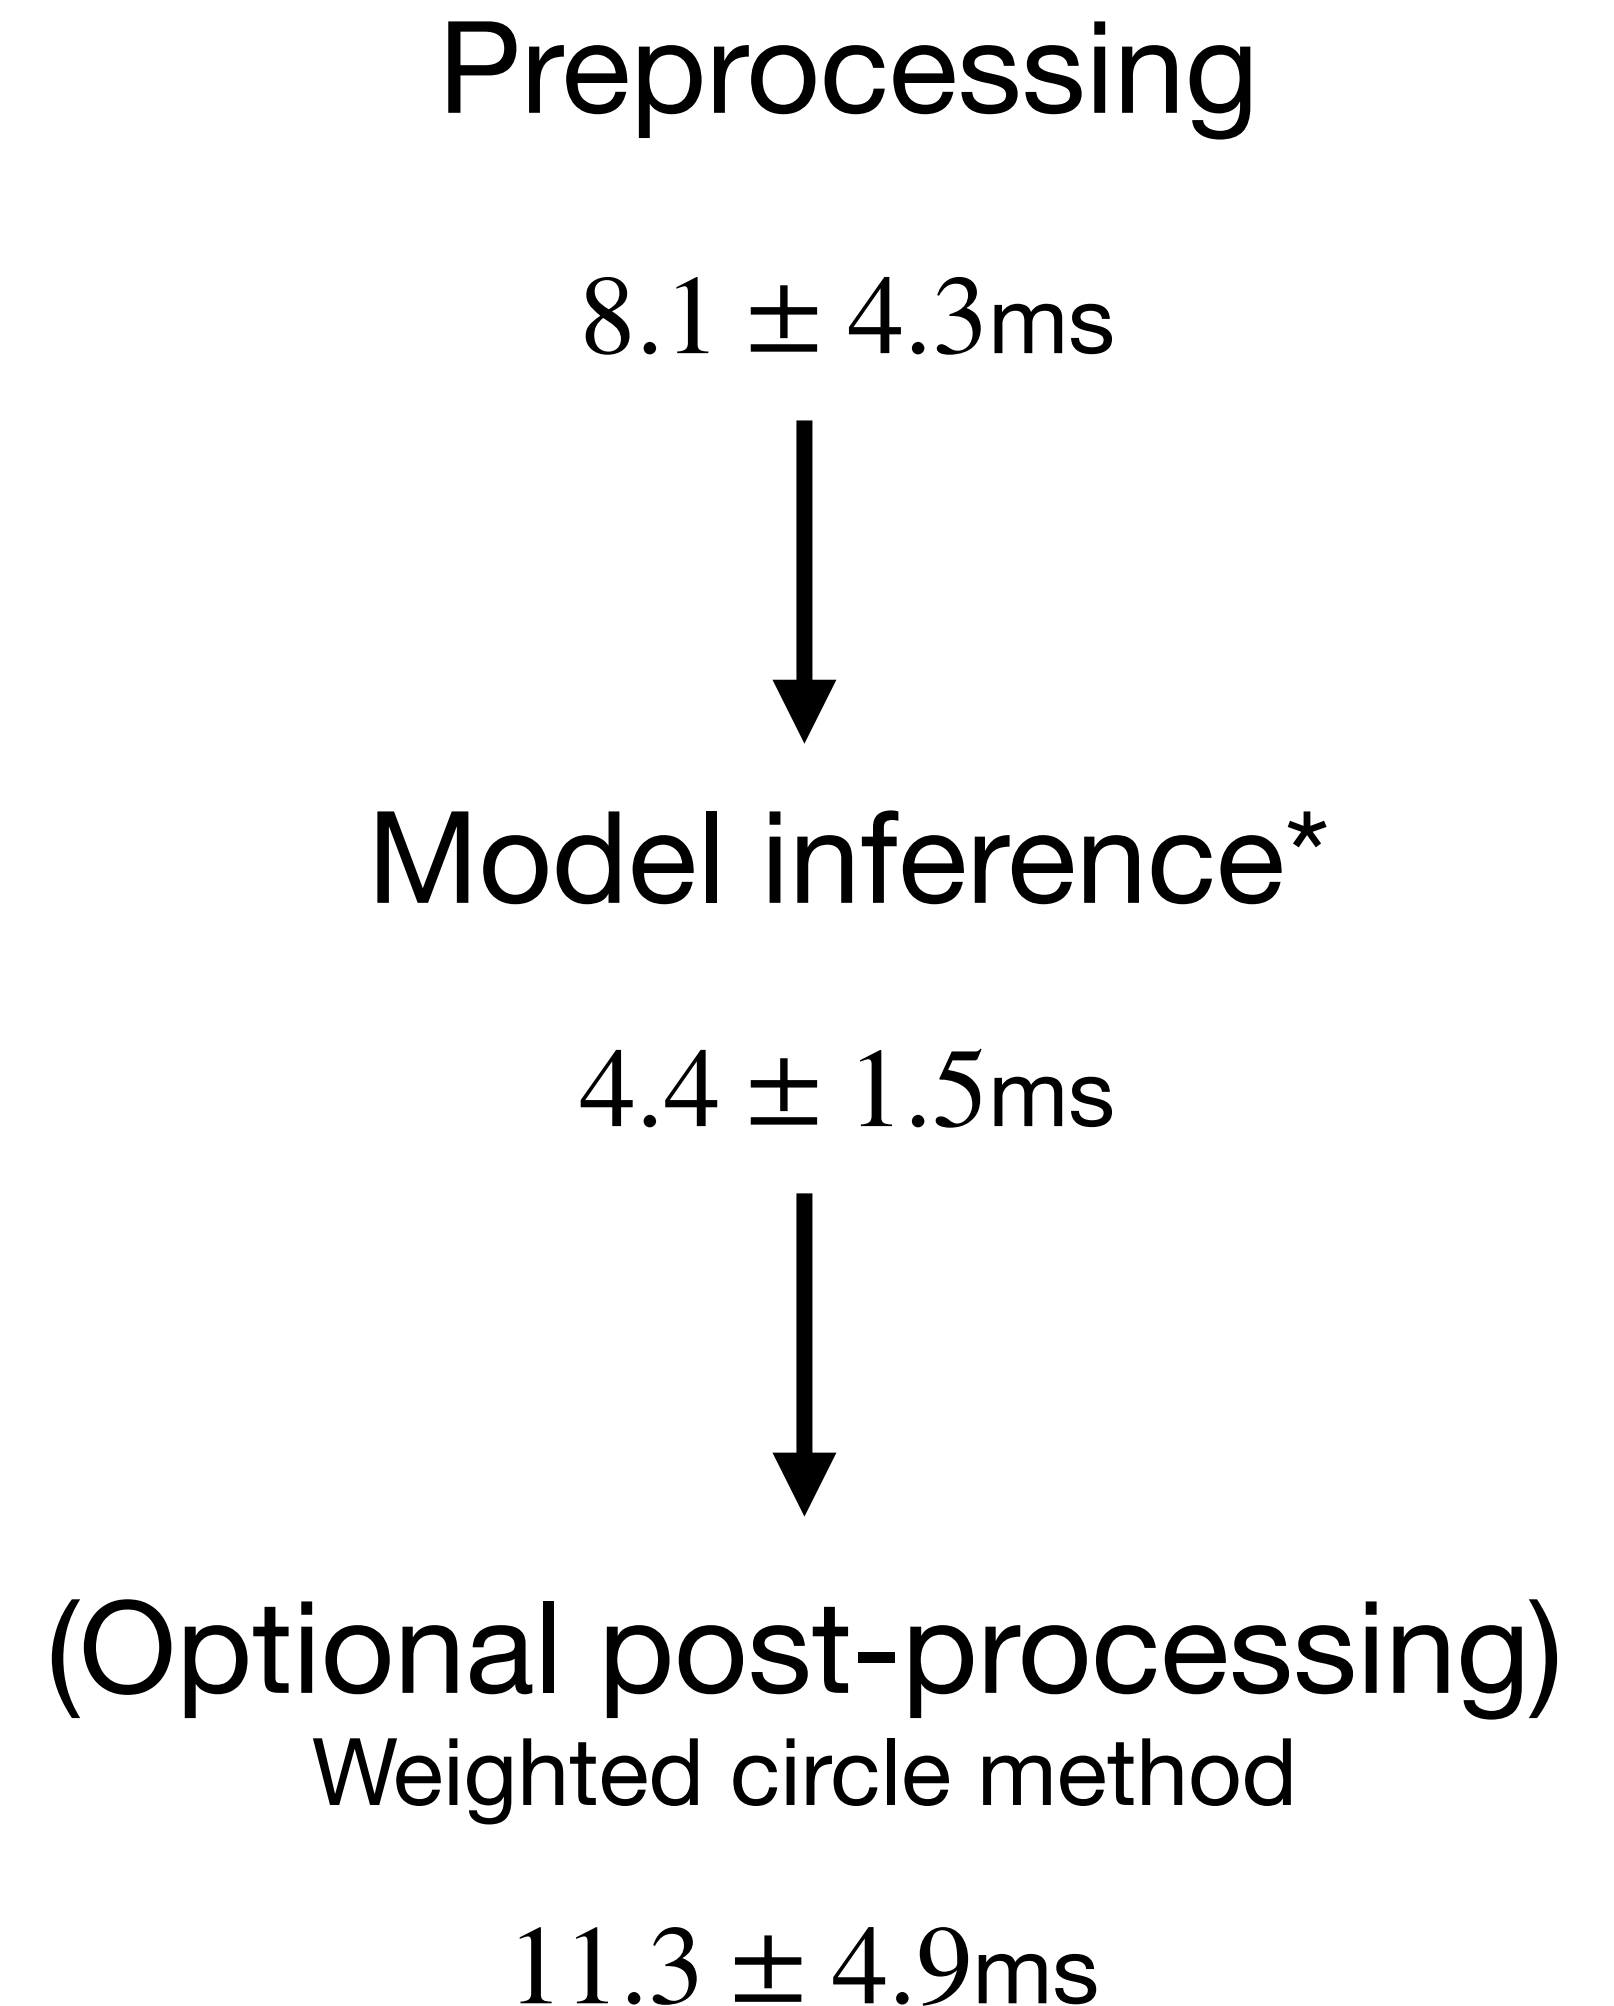 Preprocessing
8.1 ± 4.3ms
Model inference*
4.4 ± 1.5ms
(Optional post-processing)
Weighted circle method
11.3 ± 4.9ms